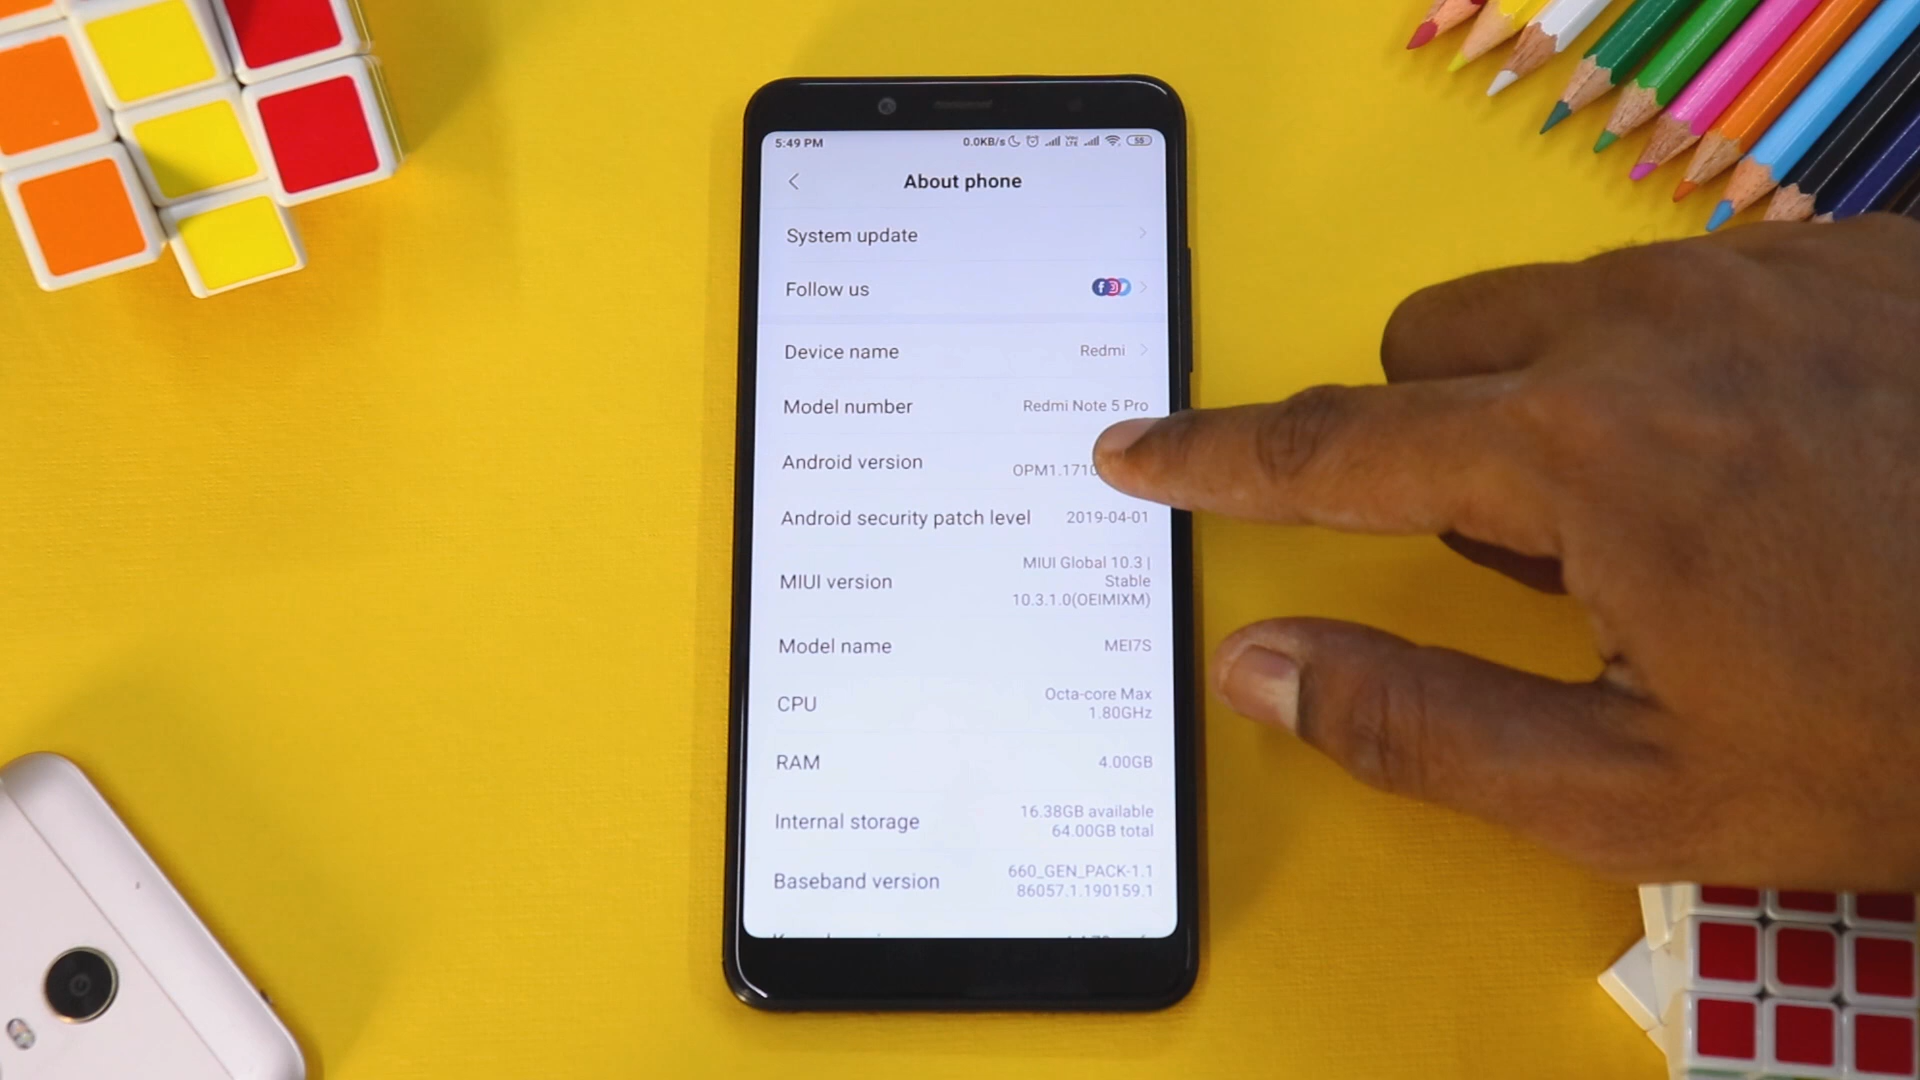 5:49 PM 0.0KB/s 55
About phone
System update
Follow us
Device name Redmi
Model number Redmi Note 5 Pro
Android version OPM1.1710
Android security patch level 2019-04-01
MIUI version
MIUI Global 10.3 |
Stable
10.3.1.0(OEIMIXM)
Model name MEI7S
CPU
Octa-core Max
1.80GHz
RAM 4.00GB
Internal storage
16.38GB available
64.00GB total
Baseband version
660_GEN_PACK-1.1
86057.1.190159.1